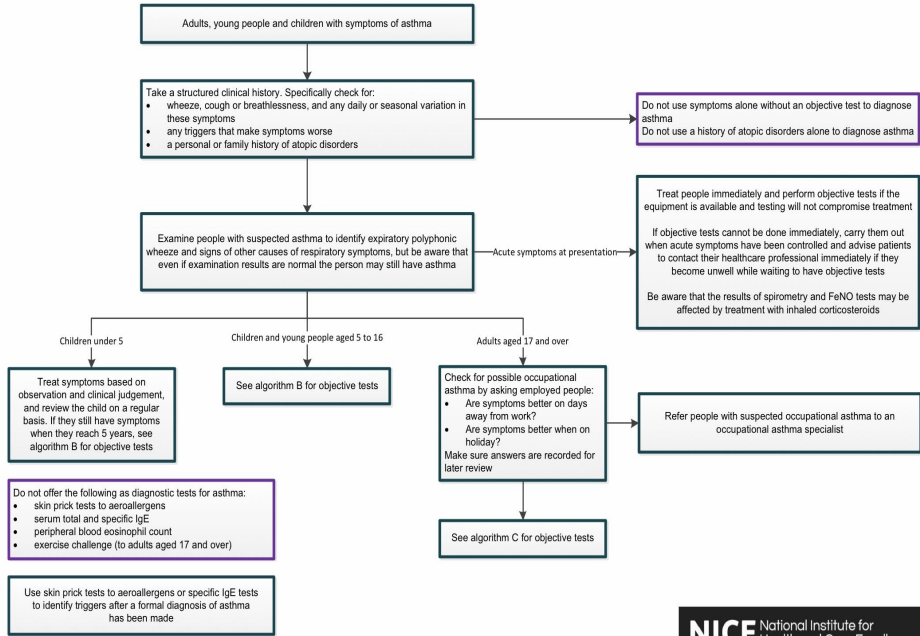 Adults, young people and children with symptoms of asthma
Take a structured clinical history. Specifically check for:
• wheeze, cough or breathlessness, and any daily or seasonal variation in
these symptoms
• any triggers that make symptoms worse
• a personal or family history of atopic disorders
Do not use symptoms alone without an objective test to diagnose
asthma
Do not use a history of atopic disorders alone to diagnose asthma
Examine people with suspected asthma to identify expiratory polyphonic
wheeze and signs of other causes of respiratory symptoms, but be aware that
even if examination results are normal the person may still have asthma
Acute symptoms at presentation
Treat people immediately and perform objective tests if the
equipment is available and testing will not compromise treatment
If objective tests cannot be done immediately, carry them out
when acute symptoms have been controlled and advise patients
to contact their healthcare professional immediately if they
become unwell while waiting to have objective tests
Be aware that the results of spirometry and FeNO tests may be
affected by treatment with inhaled corticosteroids
Children under 5
Children and young people aged 5 to 16
Adults aged 17 and over
Treat symptoms based on
observation and clinical judgement,
and review the child on a regular
basis. If they still have symptoms
when they reach 5 years, see
algorithm B for objective tests
See algorithm B for objective tests
Check for possible occupational
asthma by asking employed people:
• Are symptoms better on days
away from work?
• Are symptoms better when on
holiday?
Make sure answers are recorded for
later review
Refer people with suspected occupational asthma to an
occupational asthma specialist
See algorithm C for objective tests
Do not offer the following as diagnostic tests for asthma:
• skin prick tests to aeroallergens
• serum total and specific IgE
• peripheral blood eosinophil count
• exercise challenge (to adults aged 17 and over)
Use skin prick tests to aeroallergens or specific IgE tests
to identify triggers after a formal diagnosis of asthma
has been made
NICE National Institute for